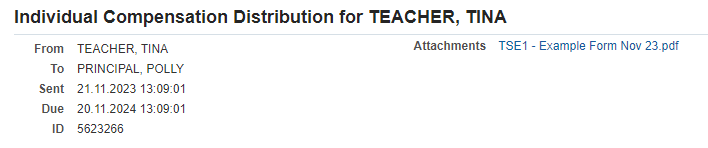 Individual Compensation Distribution for TEACHER, TINA
From TEACHER, TINA
To PRINCIPAL, POLLY
Sent 21.11.2023 13:09:01
Due 20.11.2024 13:09:01
ID 5623266
Attachments TSE1 - Example Form Nov 23.pdf